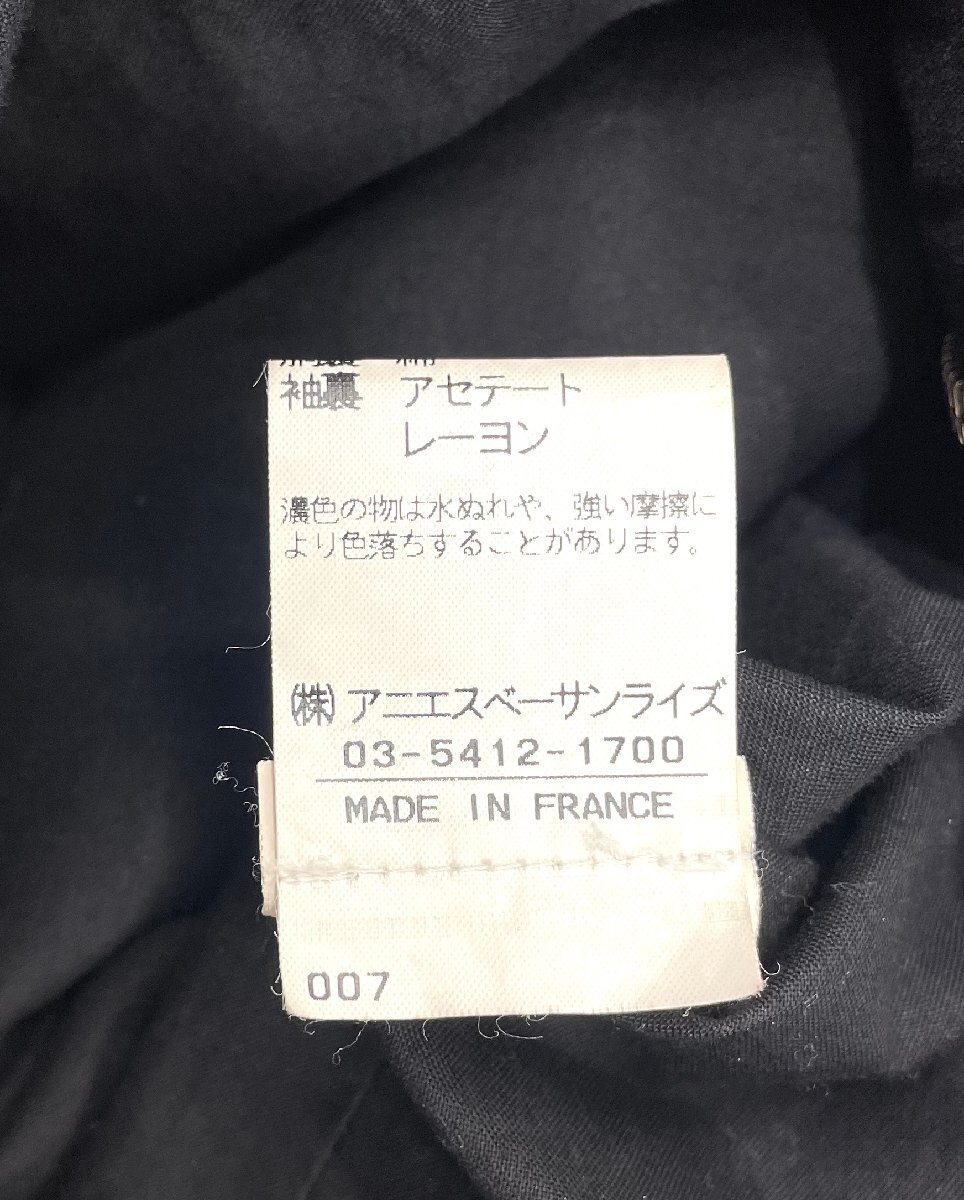 袖裏 アセテート
レーヨン
濃色の物は水ぬれや、強い摩擦に
より色落ちすることがあります。
(株)アニエスベーサンライズ
03-5412-1700
MADE IN FRANCE
007